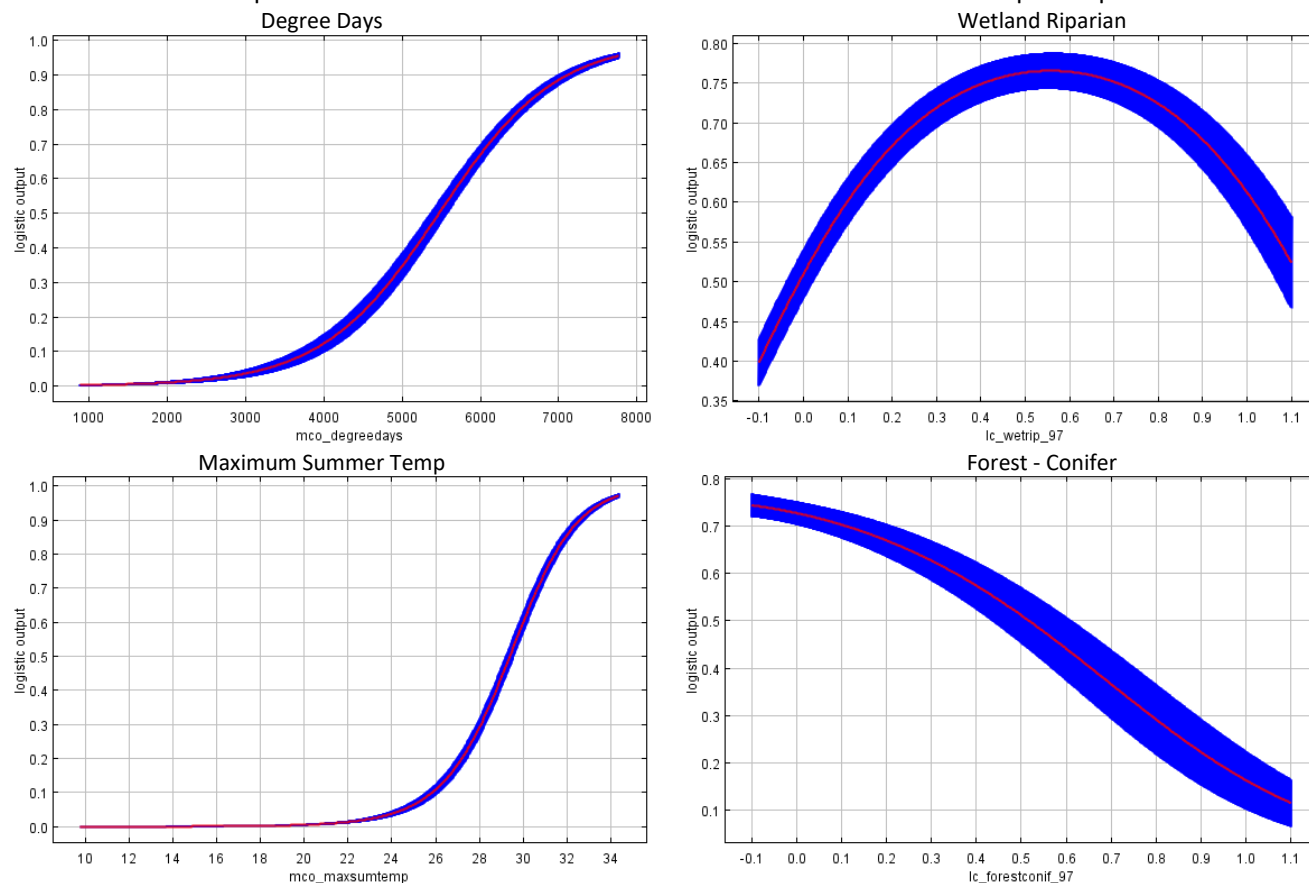 Degree Days
1.0
0.9
0.8
0.7
0.6
0.5
0.4
0.3
0.2
0.1
0.0
logistic output
1000 2000 3000 4000 5000 6000 7000 8000
mco_degreedays
Wetland Riparian
0.80
0.75
0.70
0.65
0.60
0.55
0.50
0.45
0.40
0.35
logistic output
-0.1 0.0 0.1 0.2 0.3 0.4 0.5 0.6 0.7 0.8 0.9 1.0 1.1
lc_wetrip_97
Maximum Summer Temp
1.0
0.9
0.8
0.7
0.6
0.5
0.4
0.3
0.2
0.1
0.0
logistic output
10 12 14 16 18 20 22 24 26 28 30 32 34
mco_maxsumtemp
Forest - Conifer
0.8
0.7
0.6
0.5
0.4
0.3
0.2
0.1
logistic output
-0.1 0.0 0.1 0.2 0.3 0.4 0.5 0.6 0.7 0.8 0.9 1.0 1.1
lc_forestconif_97